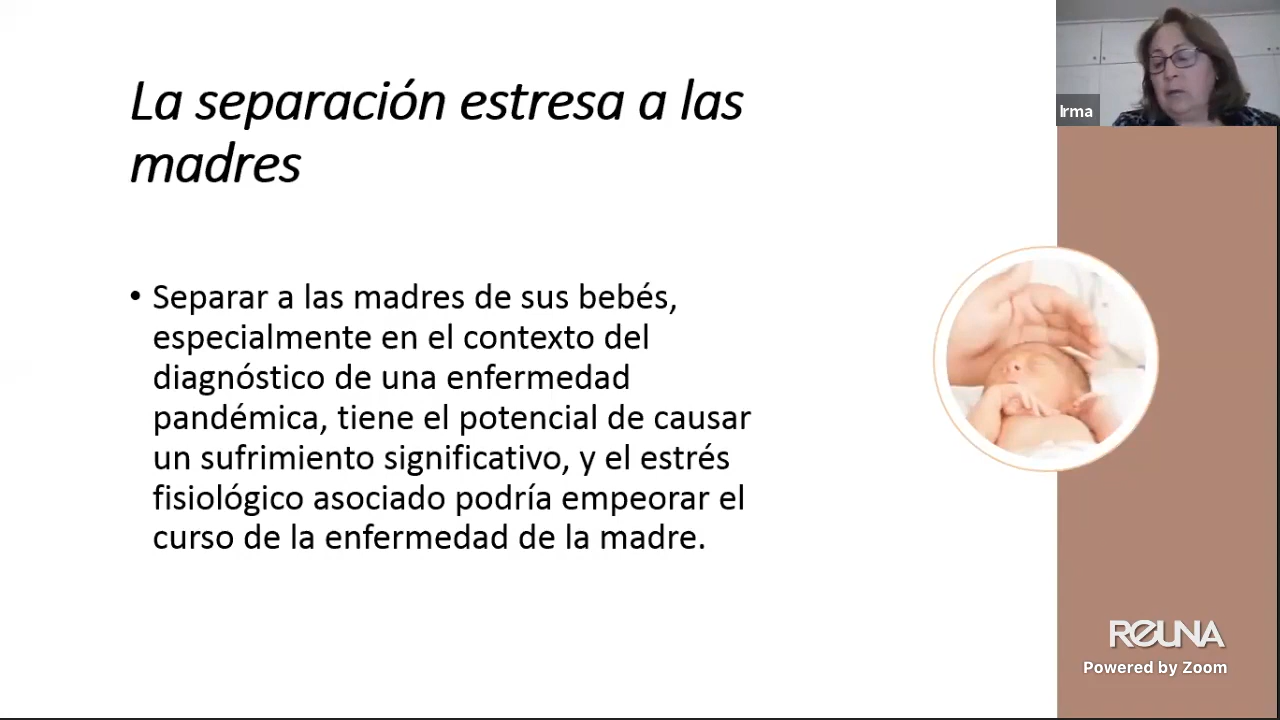 La separación estresa a las
madres
• Separar a las madres de sus bebés,
especialmente en el contexto del
diagnóstico de una enfermedad
pandémica, tiene el potencial de causar
un sufrimiento significativo, y el estrés
fisiológico asociado podría empeorar el
curso de la enfermedad de la madre.
Irma
REUNA
Powered by Zoom